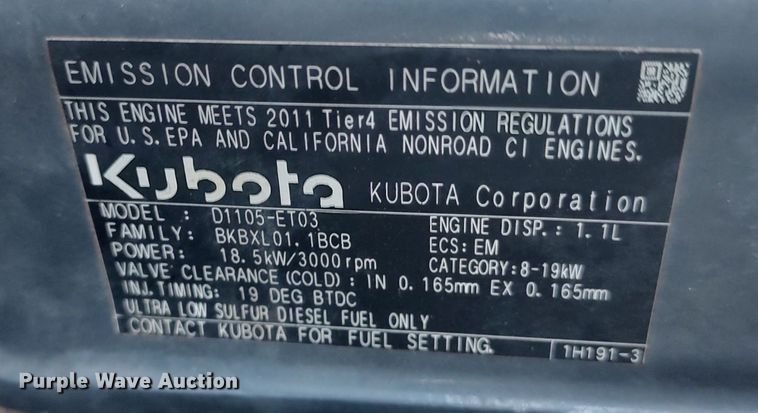 EMISSION CONTROL INFORMATION
THIS ENGINE MEETS 2011 Tier4 EMISSION REGULATIONS
FOR U.S.EPA AND CALIFORNIA NONROAD CI ENGINES.
Kubota KUBOTA Corporation
MODEL : D1105-ET03 ENGINE DISP.: 1.1L
FAMILY: BKBXL01.1BCB ECS: EM
POWER: 18.5kW/3000rpm CATEGORY:8-19kW
VALVE CLEARANCE (COLD) : IN 0.165mm EX 0.165mm
INJ.TIMING: 19 DEG BTDC
ULTRA LOW SULFUR DIESEL FUEL ONLY
CONTACT KUBOTA FOR FUEL SETTING. 1H191-3
Purple Wave Auction